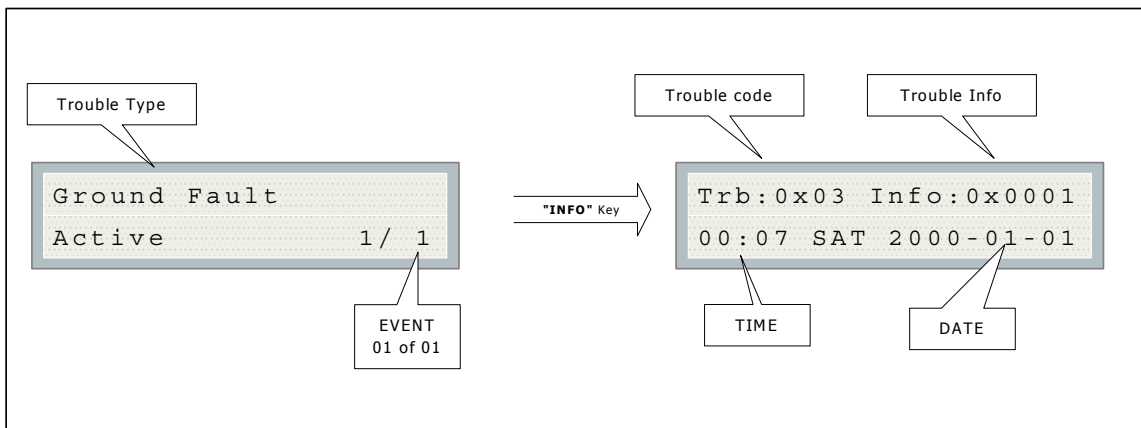 Trouble Type
Ground Fault
Active 1/ 1
EVENT
01 of 01
"INFO" Key
Trouble code
Trouble Info
Trb:0x03 Info:0x0001
00:07 SAT 2000-01-01
TIME
DATE